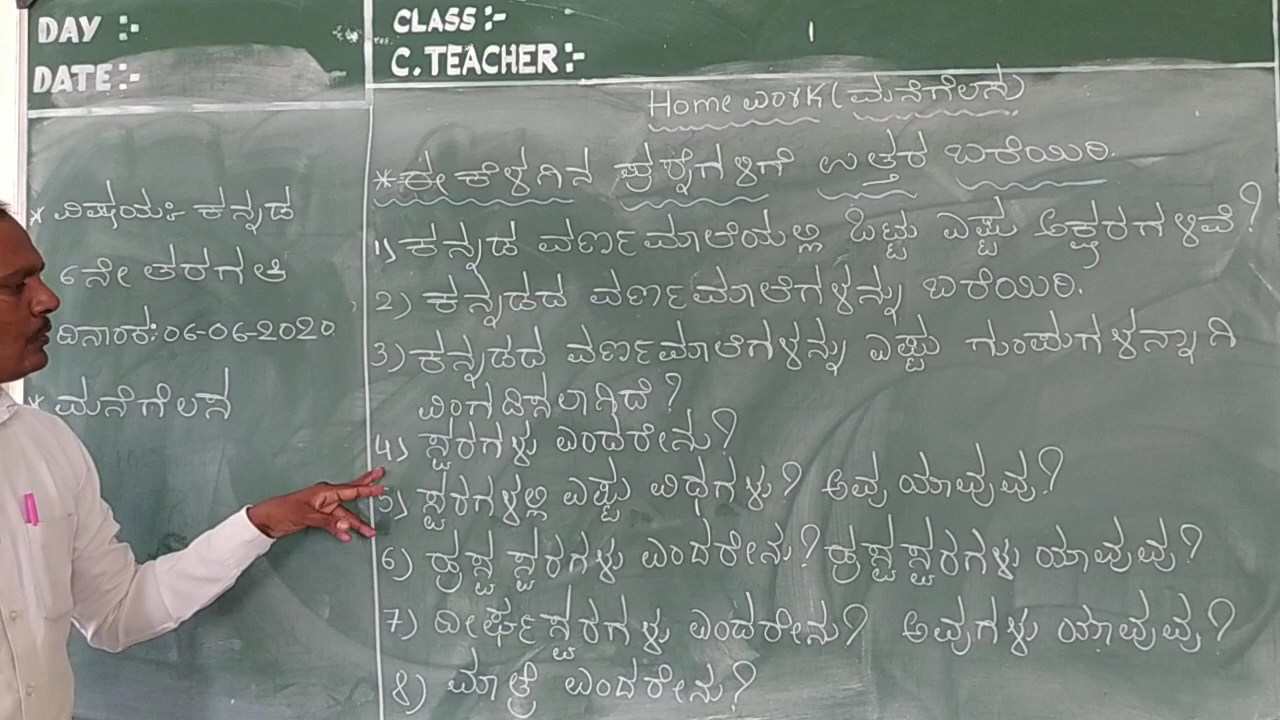 DAY :-
DATE:-
CLASS:-
C. TEACHER:-
Home work (ಮನೆಗೆಲಸ)
* ವಿಷಯ:- ಕನ್ನಡ
6ನೇ ತರಗತಿ
ದಿನಾಂಕ: 06-06-2020
* ಮನೆಗೆಲಸ
* ಈ ಕೆಳಗಿನ ಪ್ರಶ್ನೆಗಳಿಗೆ ಉತ್ತರ ಬರೆಯಿರಿ.
1) ಕನ್ನಡ ವರ್ಣಮಾಲೆಯಲ್ಲಿ ಒಟ್ಟು ಎಷ್ಟು ಅಕ್ಷರಗಳಿವೆ?
2) ಕನ್ನಡದ ವರ್ಣಮಾಲೆಗಳನ್ನು ಬರೆಯಿರಿ.
3) ಕನ್ನಡದ ವರ್ಣಮಾಲೆಗಳನ್ನು ಎಷ್ಟು ಗುಂಪುಗಳನ್ನಾಗಿ
ವಿಂಗಡಿಸಲಾಗಿದೆ?
4) ಸ್ವರಗಳು ಎಂದರೇನು?
5) ಸ್ವರಗಳಲ್ಲಿ ಎಷ್ಟು ವಿಧಗಳು? ಅವು ಯಾವುವು?
6) ಹ್ರಸ್ವ ಸ್ವರಗಳು ಎಂದರೇನು? ಹ್ರಸ್ವಸ್ವರಗಳು ಯಾವುವು?
7) ದೀರ್ಘಸ್ವರಗಳು ಎಂದರೇನು? ಅವುಗಳು ಯಾವುವು?
8) ಮಾತ್ರೆ ಎಂದರೇನು?